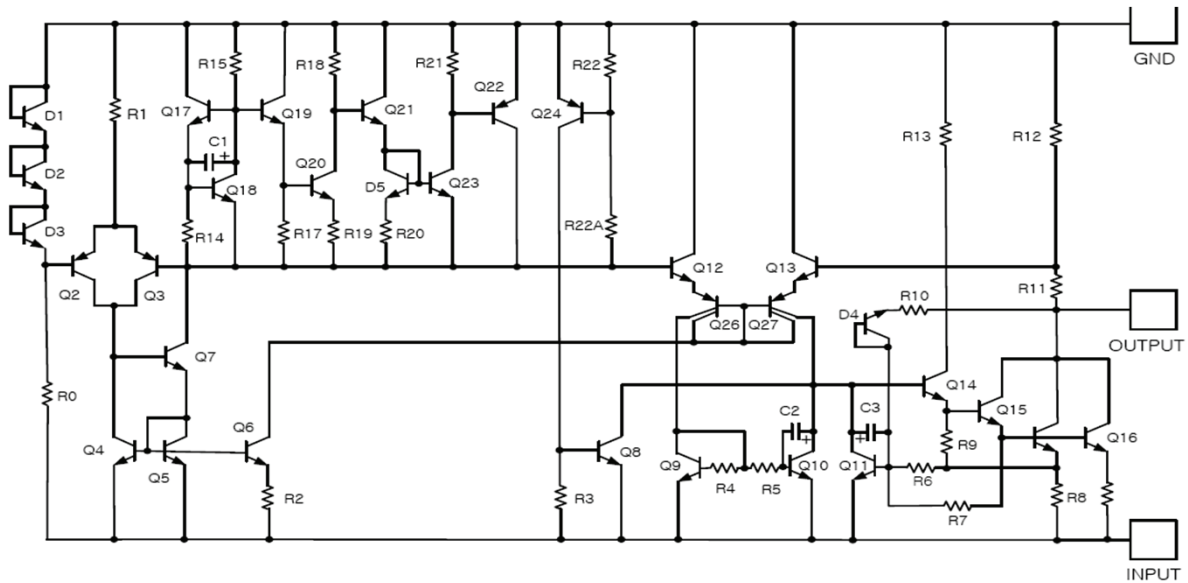 GND
R15
R18
R21
R22
Q22
D1
R1
Q17
Q19
Q21
Q24
R13
R12
C1
+
D2
Q20
Q18
D5
Q23
D3
R14
R17
R19
R20
R22A
Q2
Q3
Q12
Q13
R11
R10
D4
Q26
Q27
OUTPUT
Q7
R0
Q14
C2
C3
Q15
Q6
+
+
R9
Q16
Q4
Q8
Q9
Q10
Q11
Q5
R4
R5
R6
R2
R3
R8
R7
INPUT